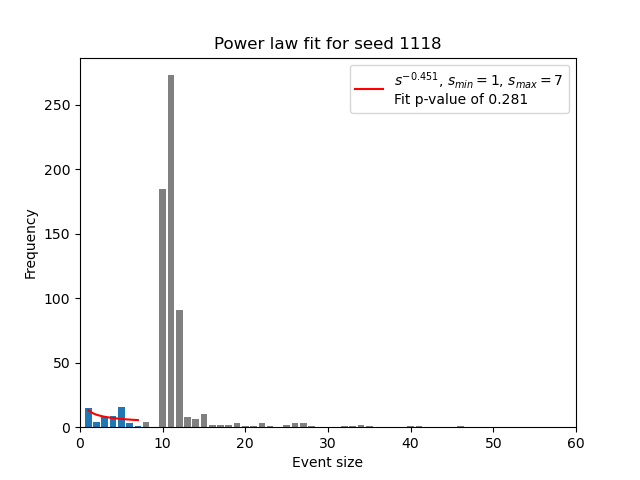 Power law fit for seed 1118
s^{-0.451}, s_{min} = 1, s_{max} = 7
Fit p-value of 0.281
Frequency
250
200
150
100
50
0
0 10 20 30 40 50 60
Event size